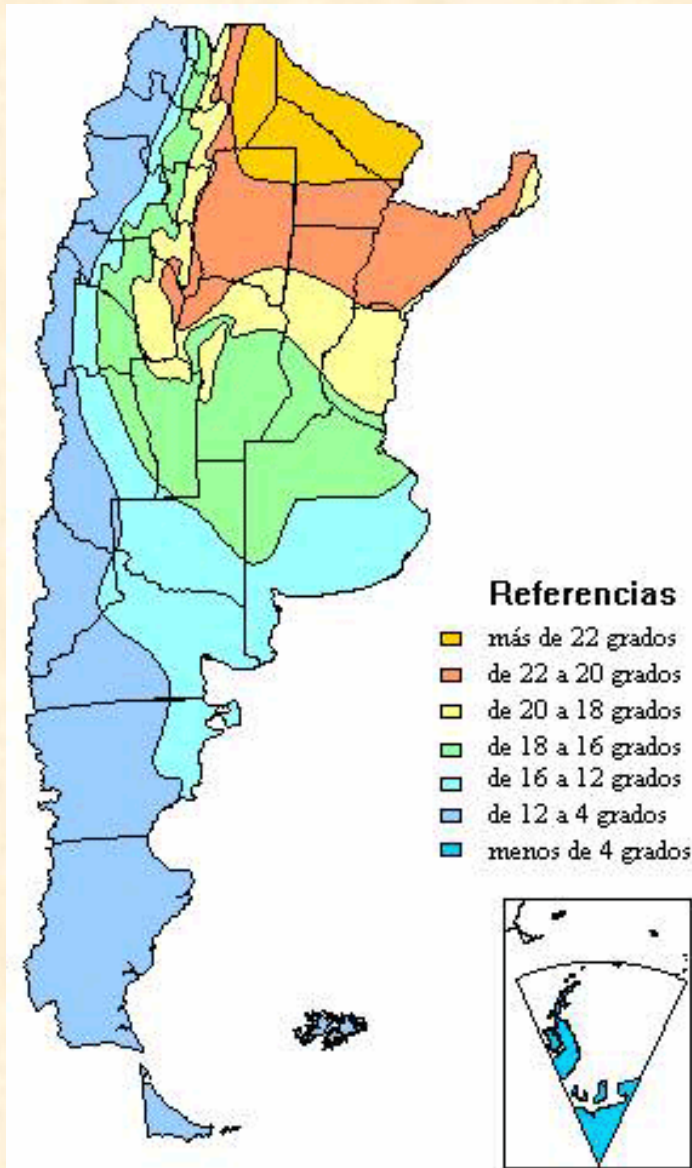 Referencias
más de 22 grados
de 22 a 20 grados
de 20 a 18 grados
de 18 a 16 grados
de 16 a 12 grados
de 12 a 4 grados
menos de 4 grados